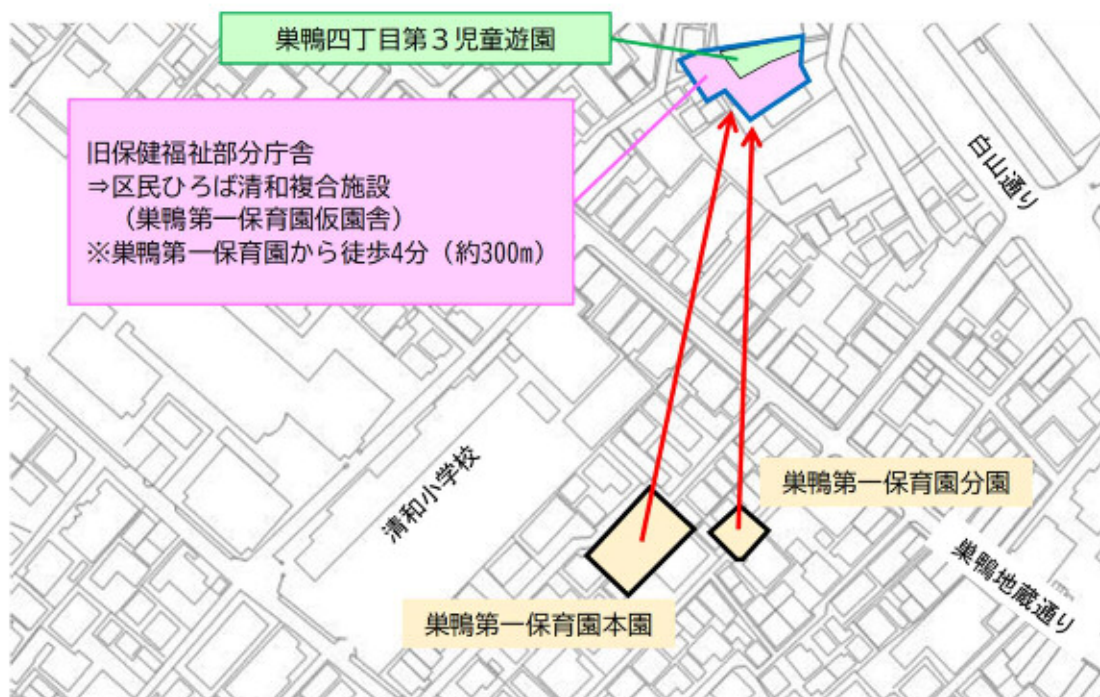 巣鴨四丁目第３児童遊園
旧保健福祉部分庁舎
⇒区民ひろば清和複合施設
（巣鴨第一保育園仮園舎）
※巣鴨第一保育園から徒歩4分（約300m）
白山通り
清和小学校
巣鴨第一保育園分園
巣鴨地蔵通り
巣鴨第一保育園本園